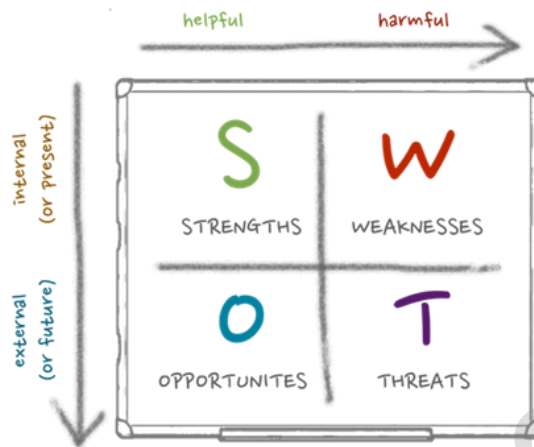 helpful harmful
internal
(or present)
S W
STRENGTHS WEAKNESSES
external
(or future)
O T
OPPORTUNITES THREATS